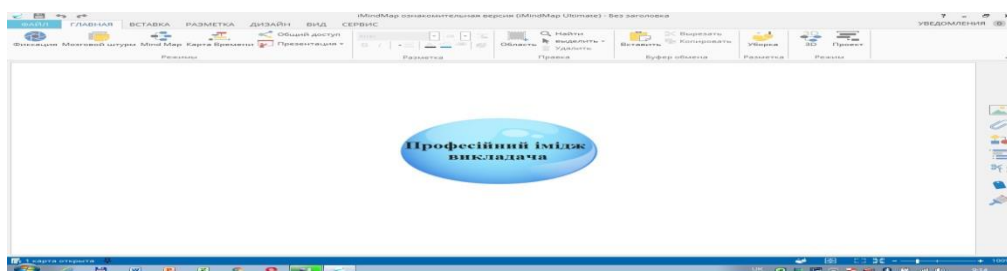 iMindMap ознакомительная версия (iMindMap Ultimate) - Без заголовка
ФАЙЛ ГЛАВНАЯ ВСТАВКА РАЗМЕТКА ДИЗАЙН ВИД СЕРВИС УВЕДОМЛЕНИЯ
Общий доступ Найти Вырезать
Фиксация Мозговой штурм Mind Map Карта Времени Презентация Область Выделить Удалить Вставить Копировать Уборка 3D Проект
Режимы Разметка Правка Буфер обмена Разметка Режим
Професійний імідж
викладача
1 карта открыта